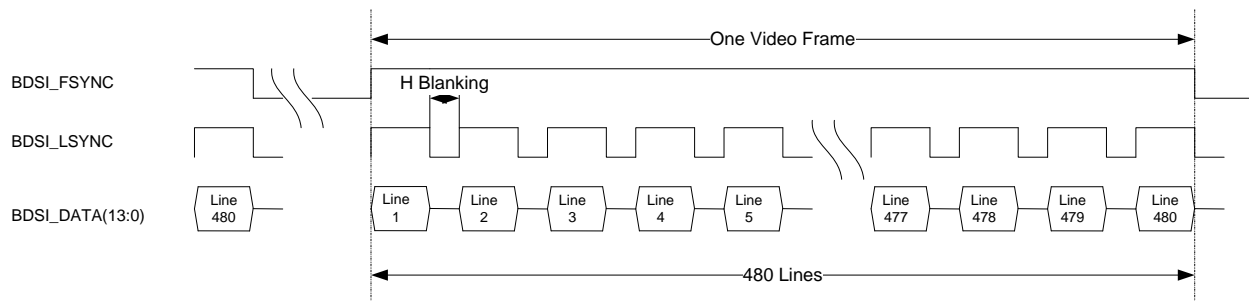 One Video Frame
BDSI_FSYNC
H Blanking
BDSI_LSYNC
BDSI_DATA(13:0)
Line
480
Line
1
Line
2
Line
3
Line
4
Line
5
Line
477
Line
478
Line
479
Line
480
480 Lines